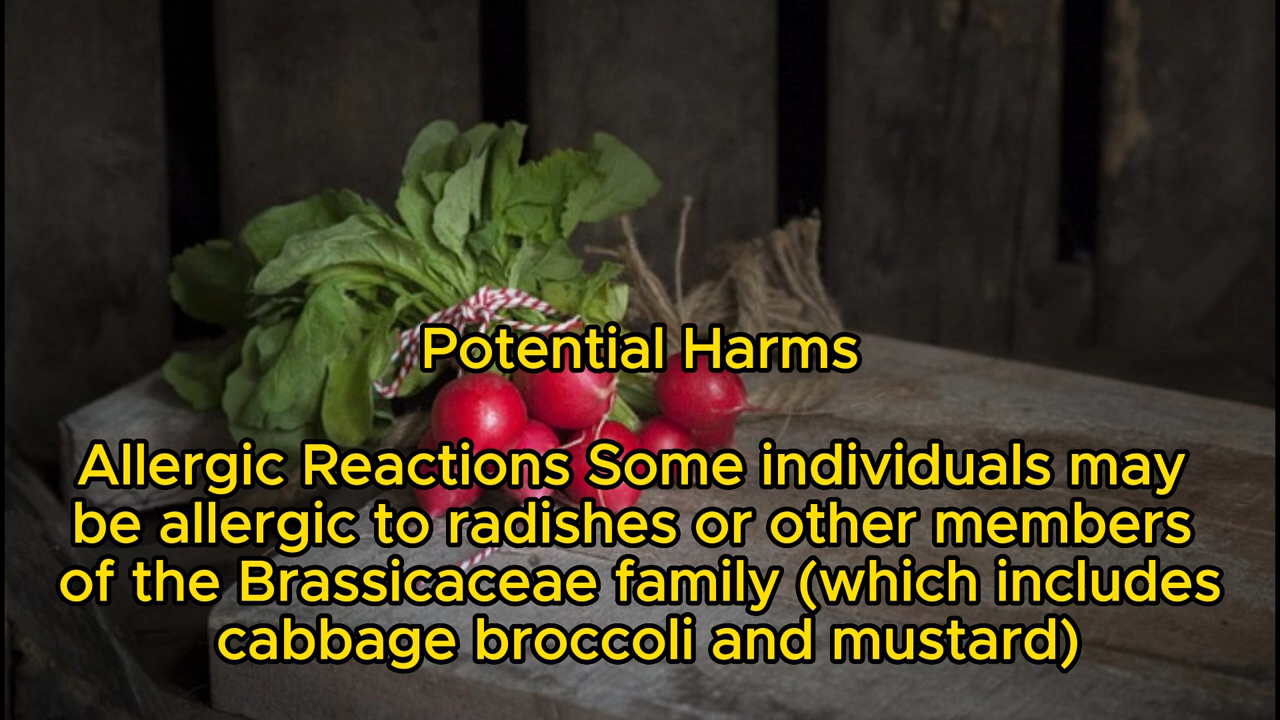 Potential Harms
Allergic Reactions Some individuals may
be allergic to radishes or other members
of the Brassicaceae family (which includes
cabbage broccoli and mustard)